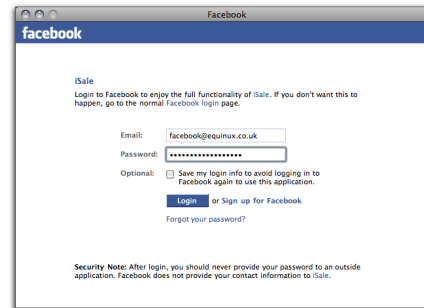 Facebook
facebook
iSale
Login to Facebook to enjoy the full functionality of iSale. If you don't want this to
happen, go to the normal Facebook login page.
Email: facebook@equinux.co.uk
Password: ••••••••••••••••••
Optional: Save my login info to avoid logging in to
Facebook again to use this application.
Login or Sign up for Facebook
Forgot your password?
Security Note: After login, you should never provide your password to an outside
application. Facebook does not provide your contact information to iSale.